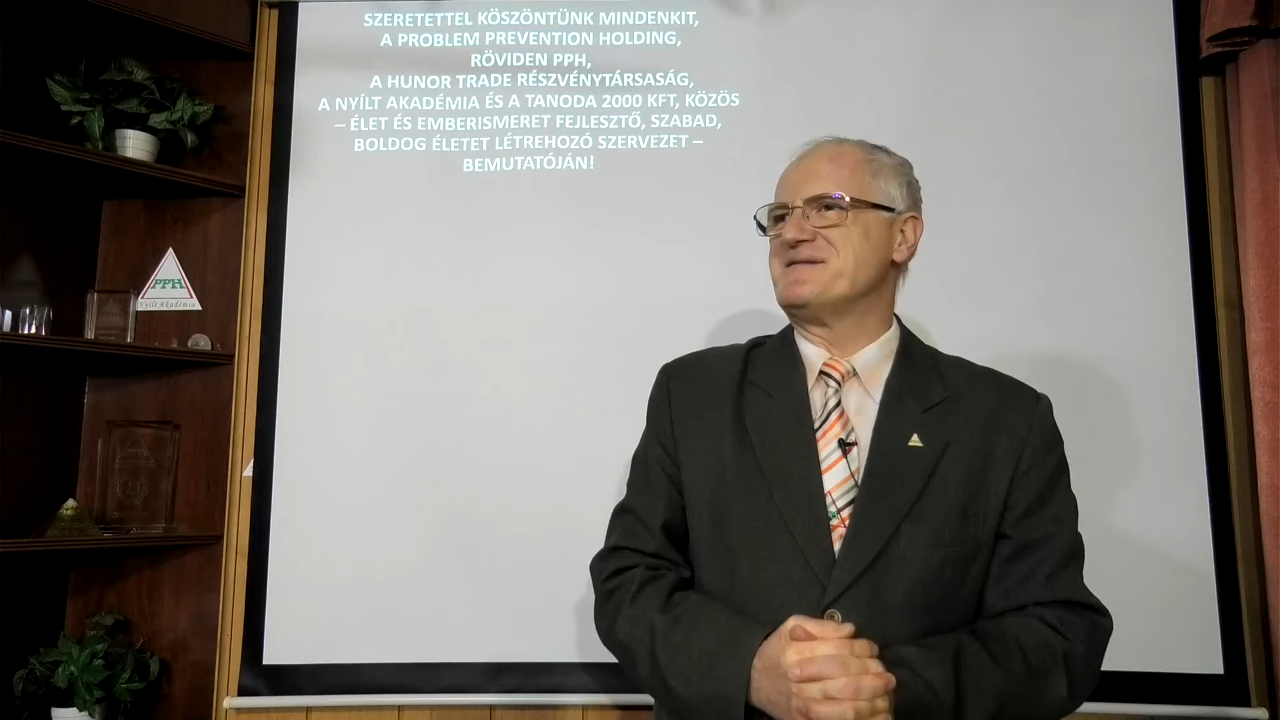 SZERETETTEL KÖSZÖNTÜNK MINDENKIT,
A PROBLEM PREVENTION HOLDING,
RÖVIDEN PPH,
A HUNOR TRADE RÉSZVÉNYTÁRSASÁG,
A NYÍLT AKADÉMIA ÉS A TANODA 2000 KFT, KÖZÖS
– ÉLET ÉS EMBERISMERET FEJLESZTŐ, SZABAD,
BOLDOG ÉLETET LÉTREHOZÓ SZERVEZET –
BEMUTATÓJÁN!
PPH
Nyílt Akadémia